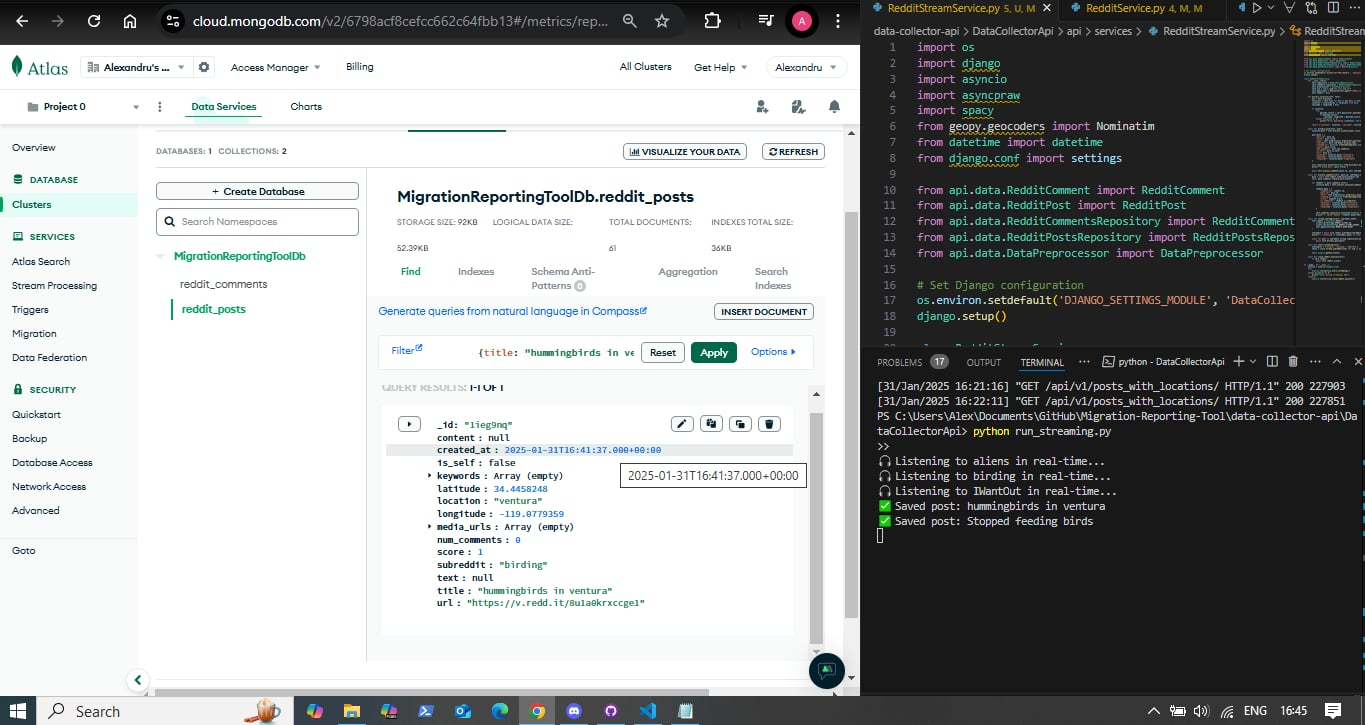 cloud.mongodb.com/v2/6798acf8cefcc662c64fbb13#/metrics/rep...
A
Atlas
Alexandru's ...
Access Manager
Billing
All Clusters
Get Help
Alexandru
Project 0
Data Services
Charts
Overview
DATABASE
Clusters
SERVICES
Atlas Search
Stream Processing
Triggers
Migration
Data Federation
SECURITY
Quickstart
Backup
Database Access
Network Access
Advanced
Goto
DATABASES: 1 COLLECTIONS: 2
VISUALIZE YOUR DATA
REFRESH
+ Create Database
Search Namespaces
MigrationReportingToolDb
reddit_comments
reddit_posts
MigrationReportingToolDb.reddit_posts
STORAGE SIZE: 92KB LOGICAL DATA SIZE: TOTAL DOCUMENTS: INDEXES TOTAL SIZE:
52.39KB 61 36KB
Find Indexes Schema Anti-Patterns 0 Aggregation Search Indexes
Generate queries from natural language in Compass
INSERT DOCUMENT
Filter
{title: "hummingbirds in ve
Reset
Apply
Options
QUERY RESULTS: 1-1 OF 1
_id: "1ieg9nq"
content : null
created_at : 2025-01-31T16:41:37.000+00:00
is_self : false
2025-01-31T16:41:37.000+00:00
keywords : Array (empty)
latitude : 34.4458248
location : "ventura"
longitude : -119.0779359
media_urls : Array (empty)
num_comments : 0
score : 1
subreddit : "birding"
text : null
title : "hummingbirds in ventura"
url : "https://v.redd.it/8u1a0krxccge1"
RedditStreamService.py 5, U, M
RedditService.py 4, M, M
data-collector-api > DataCollectorApi > api > services > RedditStreamService.py > RedditStream
1 import os
2 import django
3 import asyncio
4 import asyncpraw
5 import spacy
6 from geopy.geocoders import Nominatim
7 from datetime import datetime
8 from django.conf import settings
9
10 from api.data.RedditComment import RedditComment
11 from api.data.RedditPost import RedditPost
12 from api.data.RedditCommentsRepository import RedditComment
13 from api.data.RedditPostsRepository import RedditPostsRepos
14 from api.data.DataPreprocessor import DataPreprocessor
15
16 # Set Django configuration
17 os.environ.setdefault('DJANGO_SETTINGS_MODULE', 'DataCollec
18 django.setup()
19
PROBLEMS 17 OUTPUT TERMINAL ... python - DataCollectorApi
[31/Jan/2025 16:21:16] "GET /api/v1/posts_with_locations/ HTTP/1.1" 200 227903
[31/Jan/2025 16:22:11] "GET /api/v1/posts_with_locations/ HTTP/1.1" 200 227851
PS C:\Users\Alex\Documents\GitHub\Migration-Reporting-Tool\data-collector-api\Da
taCollectorApi> python run_streaming.py
>>
Listening to aliens in real-time...
Listening to birding in real-time...
Listening to IWantOut in real-time...
Saved post: hummingbirds in ventura
Saved post: Stopped feeding birds
Search
ENG 16:45